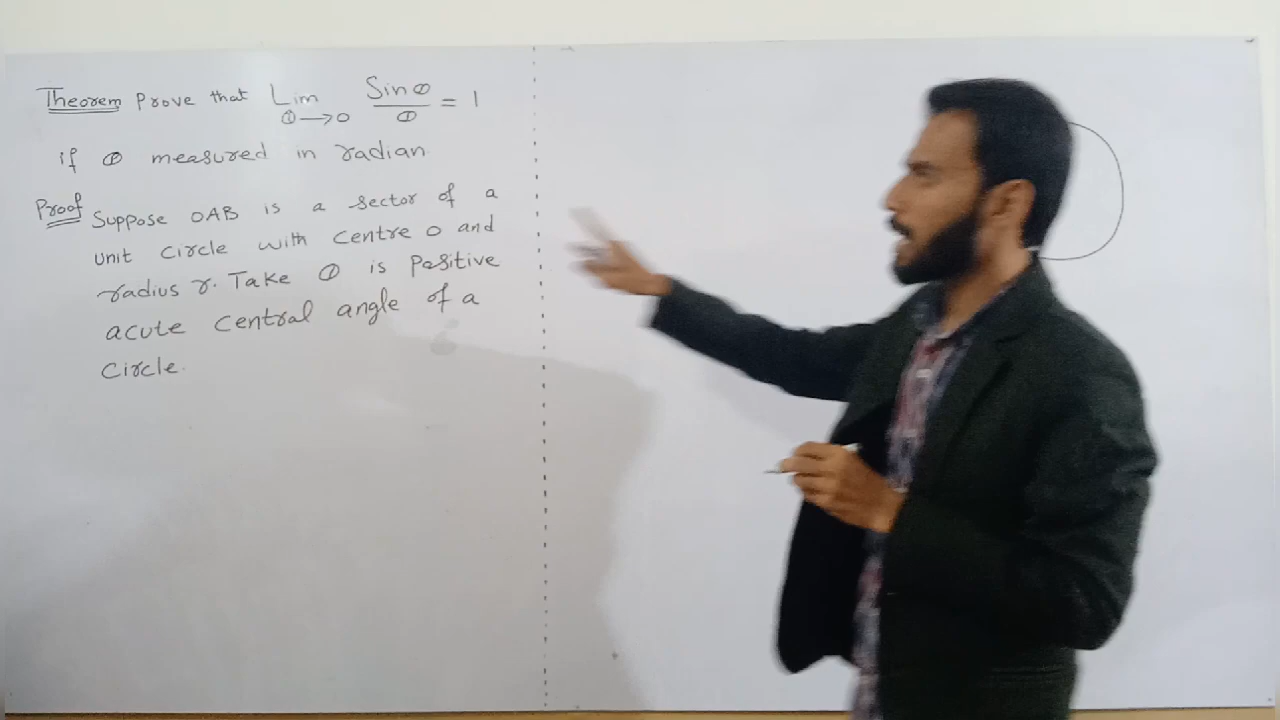 Theorem Prove that Lim Sin θ / θ = 1
θ → 0
if θ measured in radian.
Proof Suppose OAB is a sector of a
unit circle with centre O and
radius r. Take θ is Positive
acute central angle of a
circle.